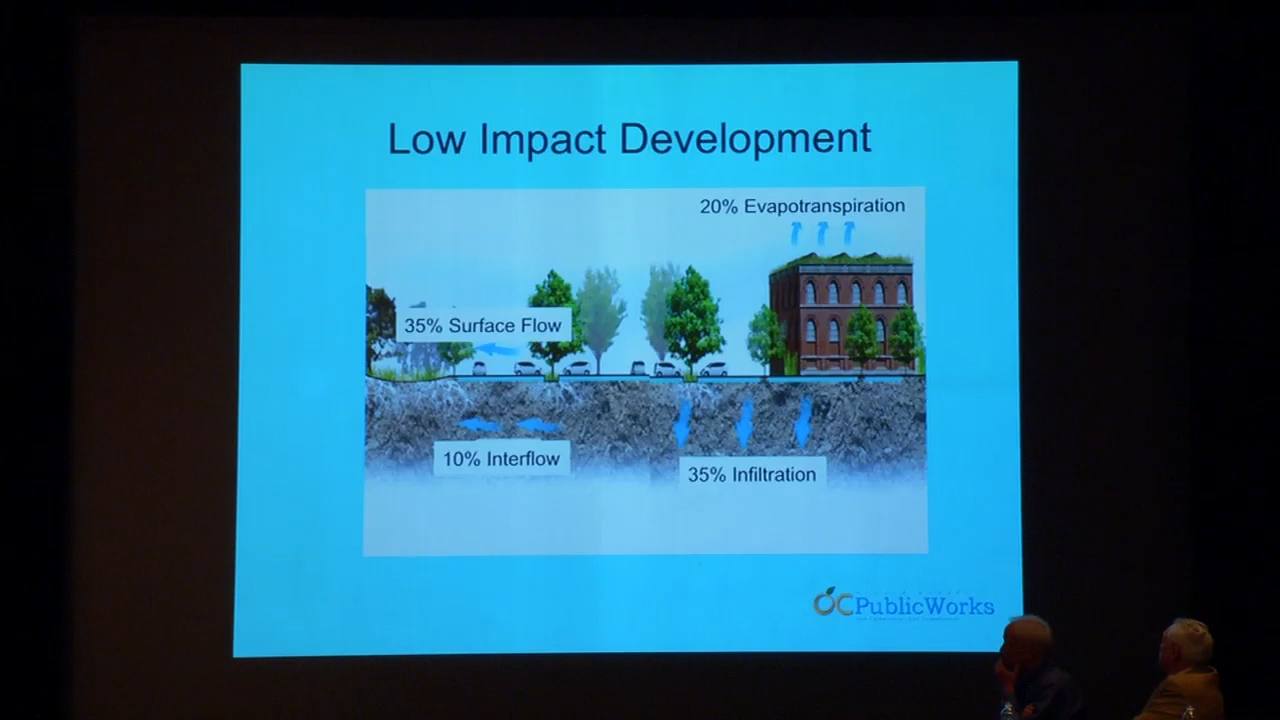 Low Impact Development
20% Evapotranspiration
35% Surface Flow
10% Interflow
35% Infiltration
OCPublicWorks